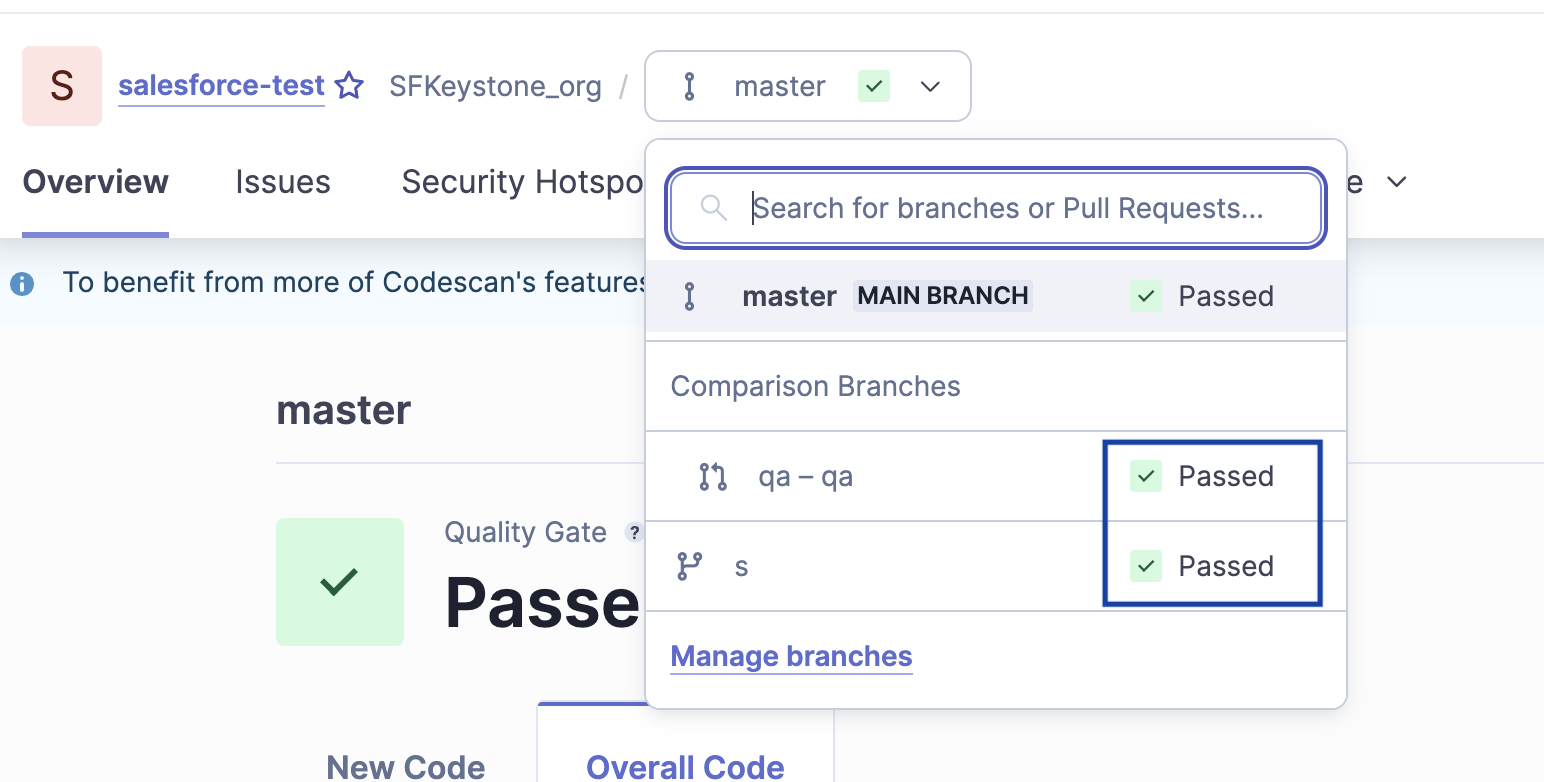 S salesforce-test SFKeystone_org / master
Overview Issues Security Hotspo e
Search for branches or Pull Requests...
To benefit from more of Codescan's features
master MAIN BRANCH Passed
Comparison Branches
master
qa – qa Passed
Quality Gate ?
s Passed
Passe
Manage branches
New Code Overall Code